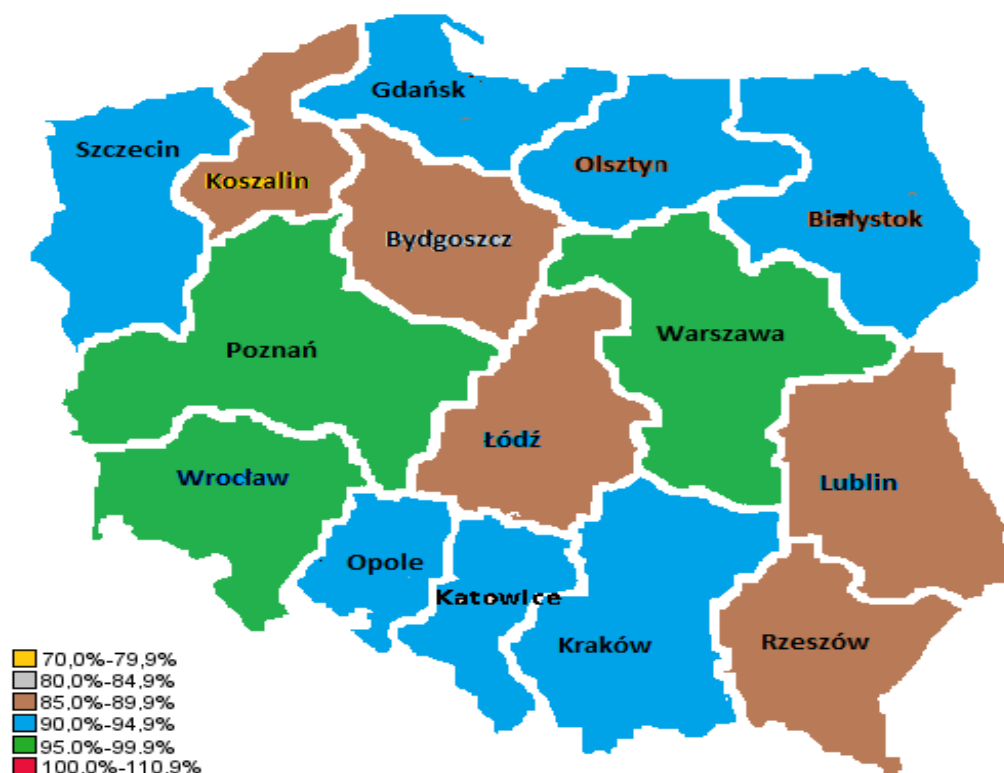 Gdańsk
Szczecin
Olsztyn
Koszalin
Białystok
Bydgoszcz
Warszawa
Poznań
Łódź
Wrocław
Lublin
Opole
Katowice
Kraków
Rzeszów
70,0%-79,9%
80,0%-84,9%
85,0%-89,9%
90,0%-94,9%
95.0%-99.9%
100,0%-110,9%